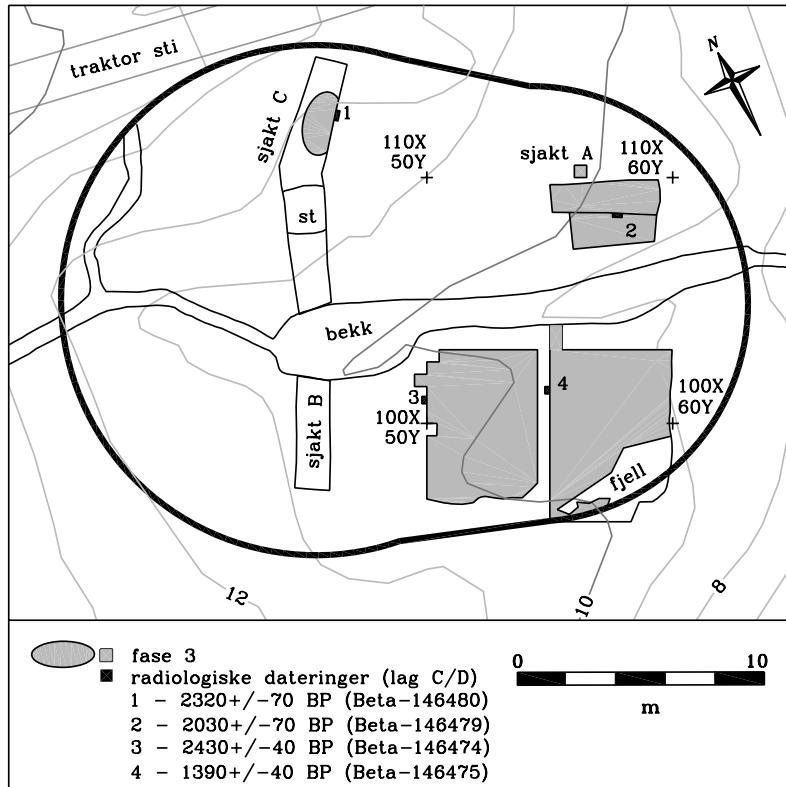 traktor sti
N
sjakt C
1
110X
50Y
sjakt A
110X
60Y
st
2
bekk
4
3
100X
50Y
100X
60Y
sjakt B
fjell
12
10
8
fase 3
radiologiske dateringer (lag C/D)
1 - 2320+/-70 BP (Beta-146480)
2 - 2030+/-70 BP (Beta-146479)
3 - 2430+/-40 BP (Beta-146474)
4 - 1390+/-40 BP (Beta-146475)
0 10
m